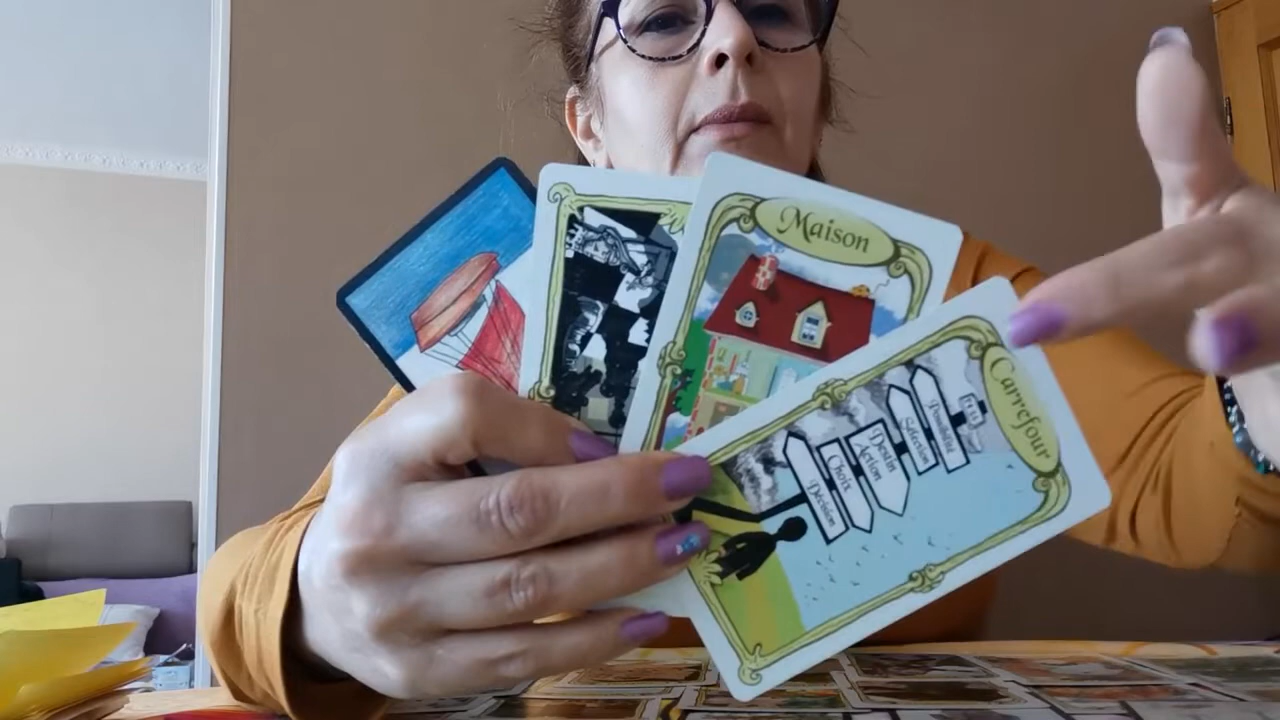 Maison
Carrefour
Possibilité
Sélection
Destin
Action
Choix
Décision